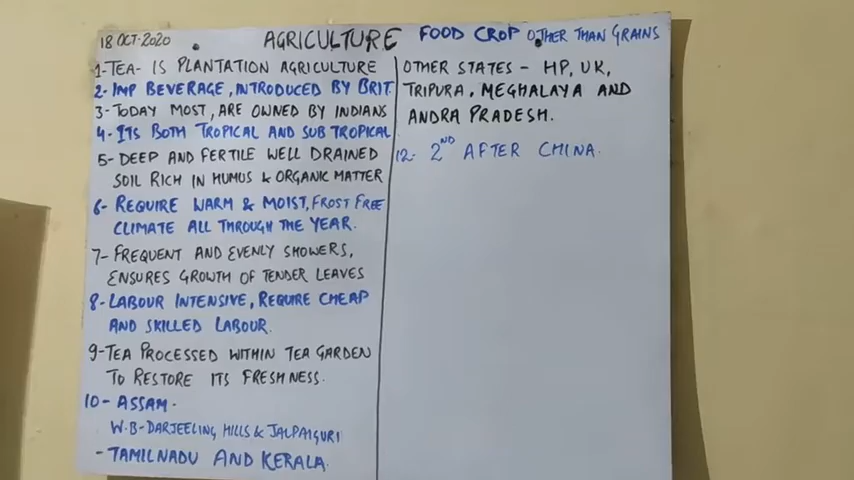 18 OCT-2020 AGRICULTURE FOOD CROP OTHER THAN GRAINS
1-TEA- IS PLANTATION AGRICULTURE
2- IMP BEVERAGE, INTRODUCED BY BRIT.
3- TODAY MOST, ARE OWNED BY INDIANS
4- ITS BOTH TROPICAL AND SUB TROPICAL
5- DEEP AND FERTILE WELL DRAINED
SOIL RICH IN HUMUS & ORGANIC MATTER
6- REQUIRE WARM & MOIST, FROST FREE
CLIMATE ALL THROUGH THE YEAR.
7- FREQUENT AND EVENLY SHOWERS,
ENSURES GROWTH OF TENDER LEAVES
8- LABOUR INTENSIVE, REQUIRE CHEAP
AND SKILLED LABOUR.
9-TEA PROCESSED WITHIN TEA GARDEN
TO RESTORE ITS FRESHNESS.
10- ASSAM.
W.B-DARJEELING, HILLS & JALPAIGURI
- TAMILNADU AND KERALA.
OTHER STATES - HP, UK,
TRIPURA, MEGHALAYA AND
ANDRA PRADESH.
12- 2ND AFTER CHINA.